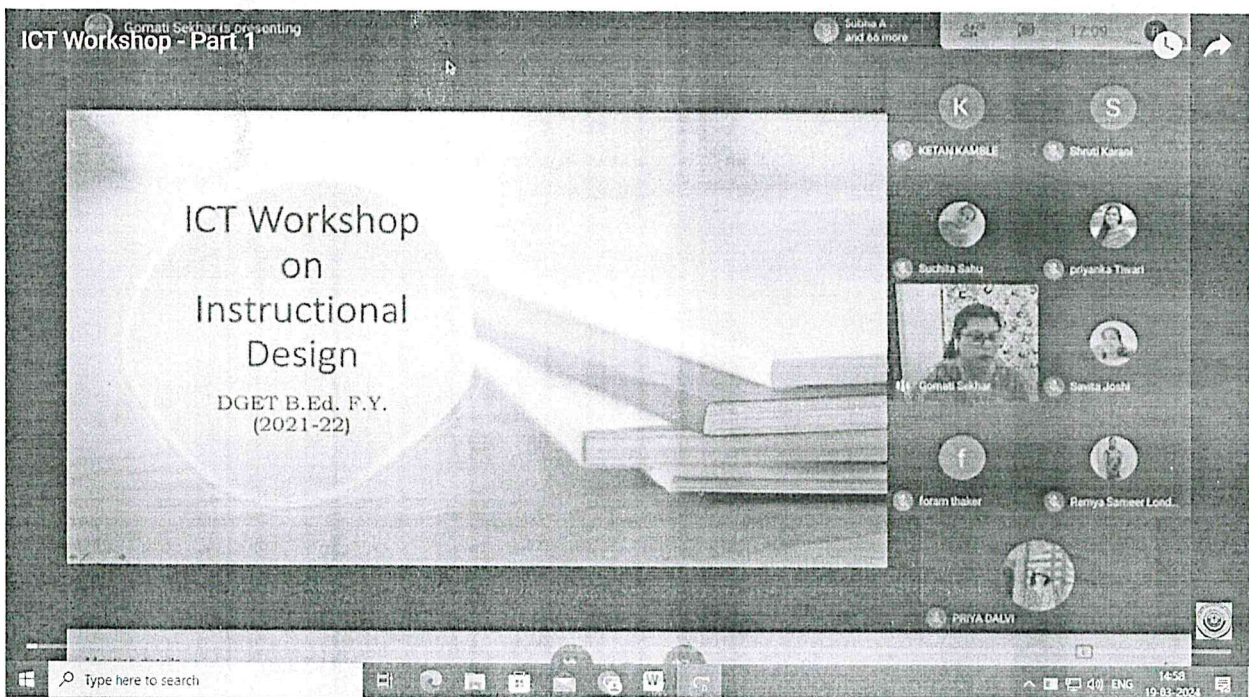 Gomati Sekhar is presenting
ICT Workshop - Part 1
Subha A
and 66 more
12:09
K
S
KETAN KAMBLE
Shruti Karani
Suchita Sahu
priyanka Tiwari
Gomati Sekhar
Savita Joshi
f
foram thaker
Remya Sameer Lond...
PRIYA DALVI
ICT Workshop
on
Instructional
Design
DGET B.Ed. F.Y.
(2021-22)
Type here to search
W
ENG
14:58
19-03-2024